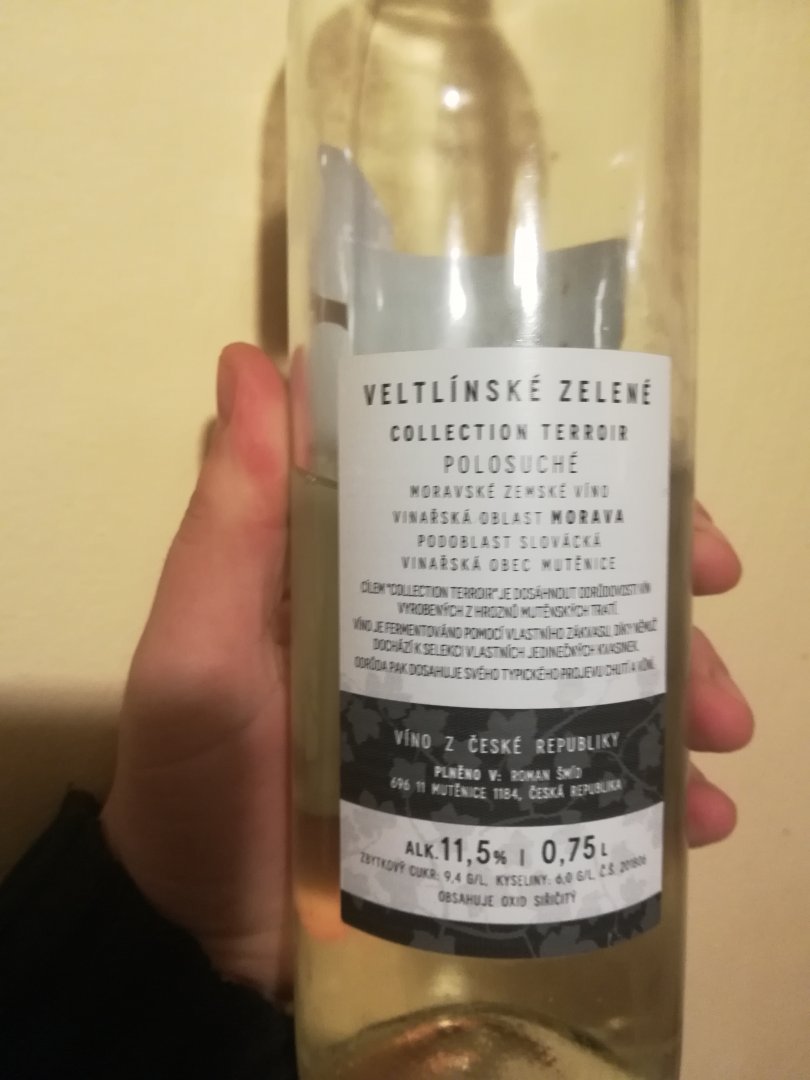 VELTLÍNSKÉ ZELENÉ
COLLECTION TERROIR
POLOSUCHÉ
MORAVSKÉ ZEMSKÉ VÍNO
VINAŘSKÁ OBLAST MORAVA
PODOBLAST SLOVÁCKÁ
VINAŘSKÁ OBEC MUTĚNICE
CÍLEM "COLLECTION TERROIR" JE DOSÁHNOUT ODRŮDOVOSTI VÍN
VYROBENÝCH Z HROZNŮ MUTĚNSKÝCH TRATÍ.
VÍNO JE FERMENTOVÁNO POMOCÍ VLASTNÍHO ZÁKVASU, DÍKY NĚMUŽ
DOCHÁZÍ K SELEKCI VLASTNÍCH JEDINEČNÝCH KVASINEK.
ODRŮDA PAK DOSAHUJE SVÉHO TYPICKÉHO PROJEVU CHUTÍ A VŮNÍ.
VÍNO Z ČESKÉ REPUBLIKY
PLNĚNO V: ROMAN ŠMÍD
696 11 MUTĚNICE 1184, ČESKÁ REPUBLIKA
ALK. 11,5% | 0,75 L
ZBYTKOVÝ CUKR: 9,4 G/L, KYSELINY: 6,0 G/L, Č.Š. 201806
OBSAHUJE OXID SIŘIČITÝ